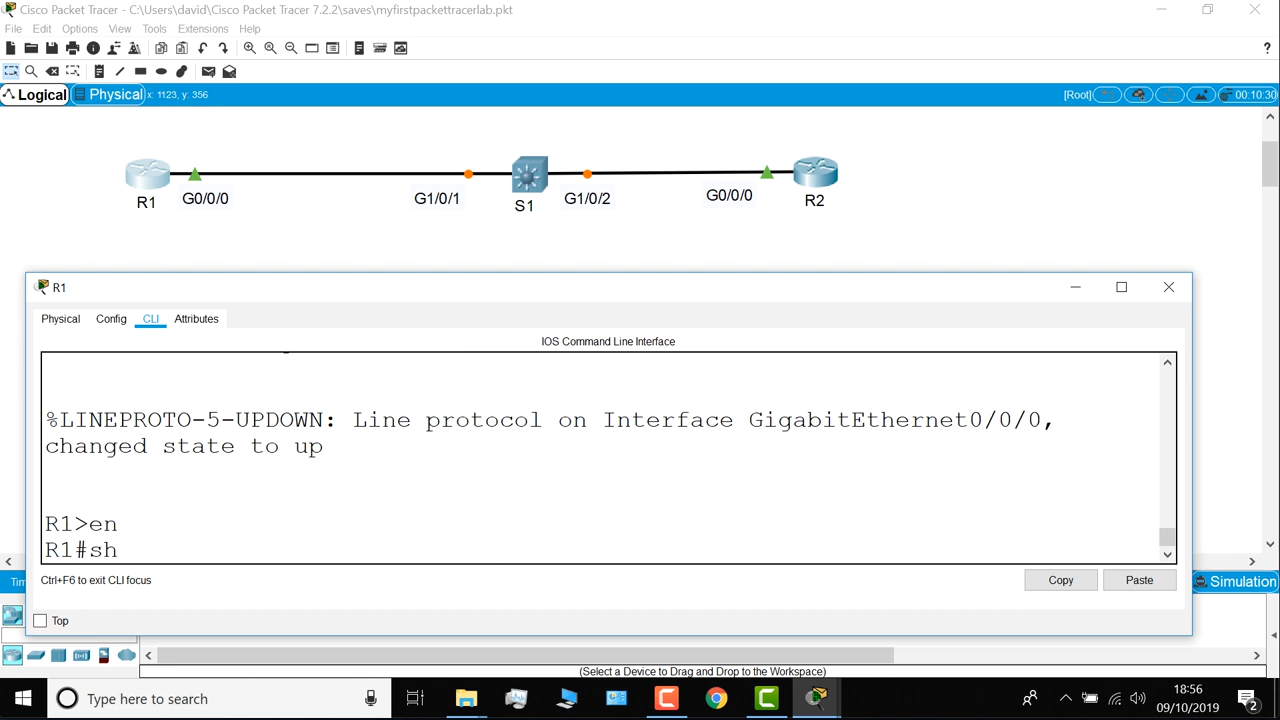 Cisco Packet Tracer - C:\Users\david\Cisco Packet Tracer 7.2.2\saves\myfirstpackettracerlab.pkt
File Edit Options View Tools Extensions Help
?
Logical Physical x: 1123, y: 356 [Root] 00:10:30
G0/0/0 G1/0/1 G1/0/2 G0/0/0
R1 S1 R2
R1
Physical Config CLI Attributes
IOS Command Line Interface
%LINEPROTO-5-UPDOWN: Line protocol on Interface GigabitEthernet0/0/0,
changed state to up
R1>en
R1#sh
Ctrl+F6 to exit CLI focus Copy Paste
Tim Simulation
Top
(Select a Device to Drag and Drop to the Workspace)
Type here to search
18:56
09/10/2019
2